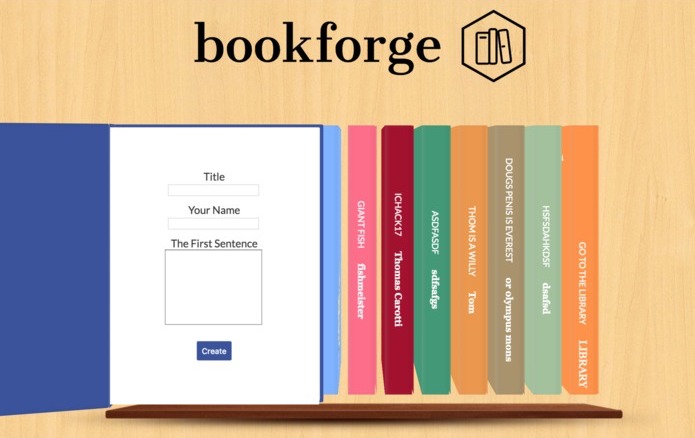 bookforge
Title
Your Name
The First Sentence
Create
GIANT FISH fishmeister
ICHACK17 Thomas Carotti
ASDFASDF sdfsafgs
THOM IS A WILLY Tom
DOUGS PENIS IS EVEREST or olympus mons
HSFSDAHKDSF dsafsd
GO TO THE LIBRARY LIBRARY